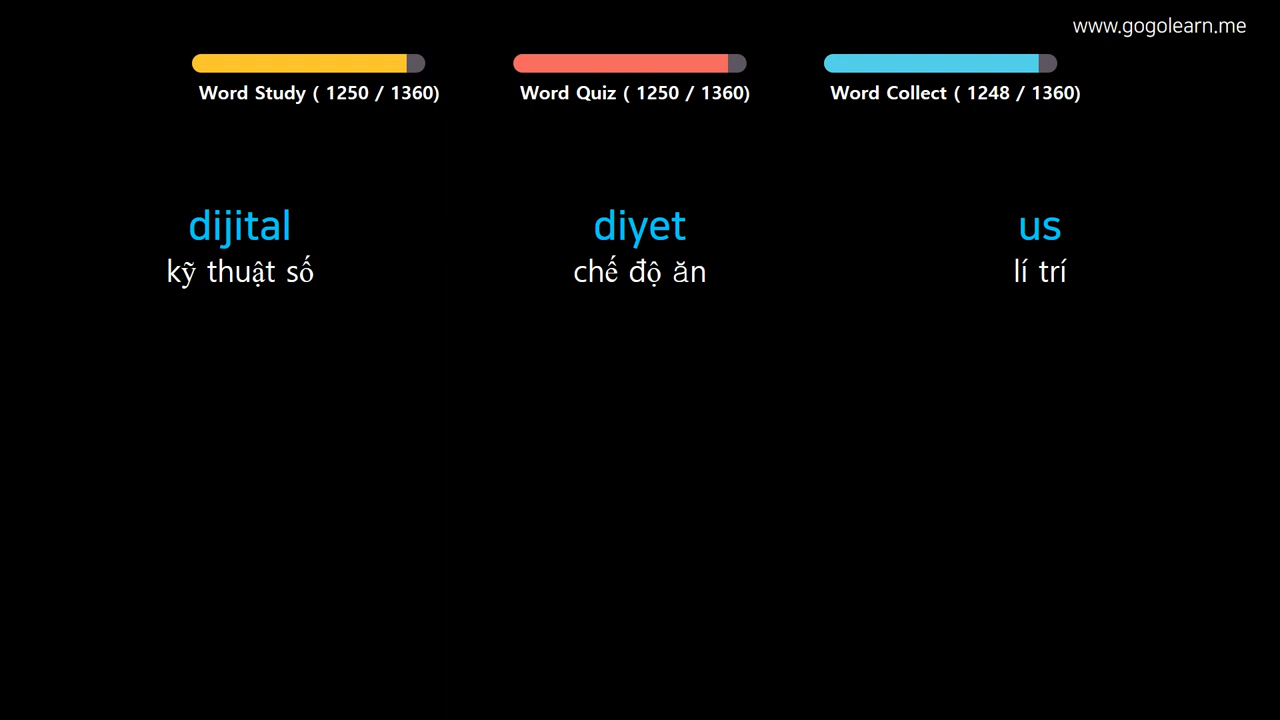 www.gogolearn.me
Word Study ( 1250 / 1360)
Word Quiz ( 1250 / 1360)
Word Collect ( 1248 / 1360)
dijital
kỹ thuật số
diyet
chế độ ăn
us
lí trí